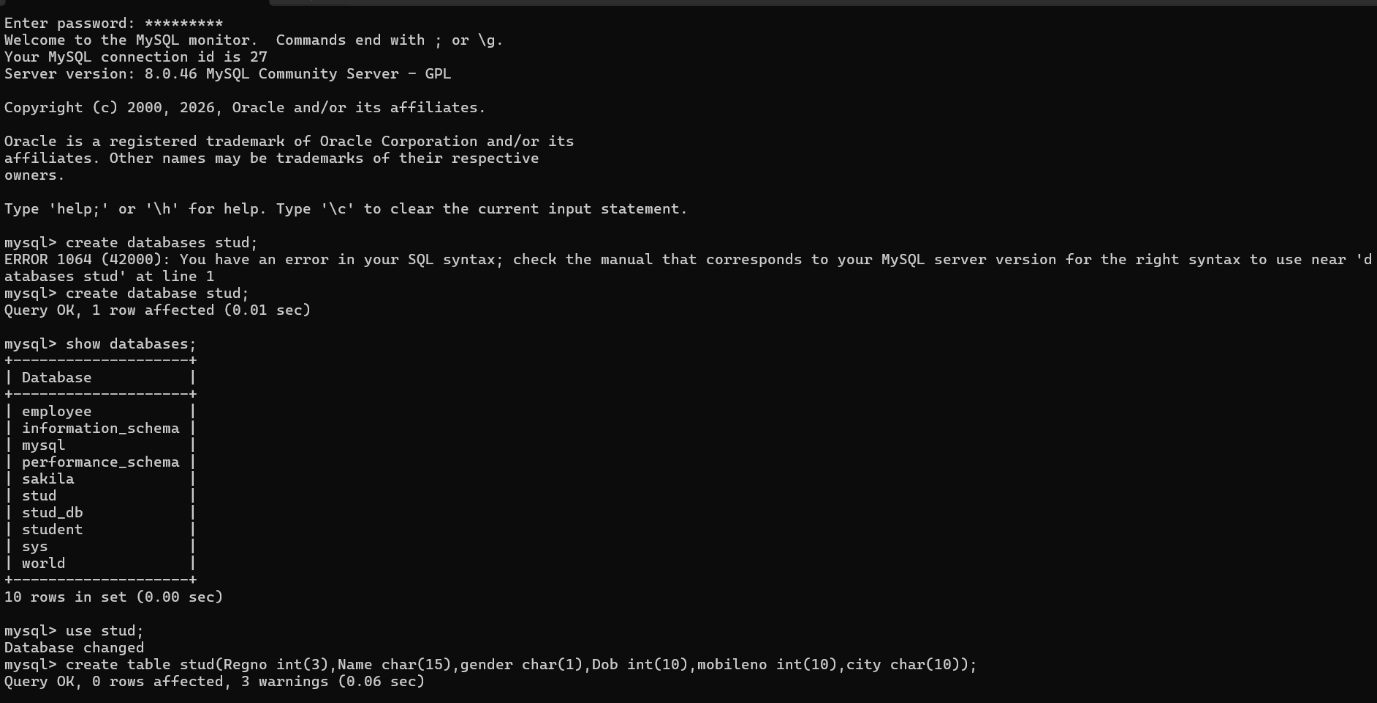 Enter password: *********
Welcome to the MySQL monitor.  Commands end with ; or \g.
Your MySQL connection id is 27
Server version: 8.0.46 MySQL Community Server - GPL
Copyright (c) 2000, 2026, Oracle and/or its affiliates.
Oracle is a registered trademark of Oracle Corporation and/or its
affiliates. Other names may be trademarks of their respective
owners.
Type 'help;' or '\h' for help. Type '\c' to clear the current input statement.
mysql> create databases stud;
ERROR 1064 (42000): You have an error in your SQL syntax; check the manual that corresponds to your MySQL server version for the right syntax to use near 'd
atabases stud' at line 1
mysql> create database stud;
Query OK, 1 row affected (0.01 sec)
mysql> show databases;
+--------------------+
| Database           |
+--------------------+
| employee           |
| information_schema |
| mysql              |
| performance_schema |
| sakila             |
| stud               |
| stud_db            |
| student            |
| sys                |
| world              |
+--------------------+
10 rows in set (0.00 sec)
mysql> use stud;
Database changed
mysql> create table stud(Regno int(3),Name char(15),gender char(1),Dob int(10),mobileno int(10),city char(10));
Query OK, 0 rows affected, 3 warnings (0.06 sec)